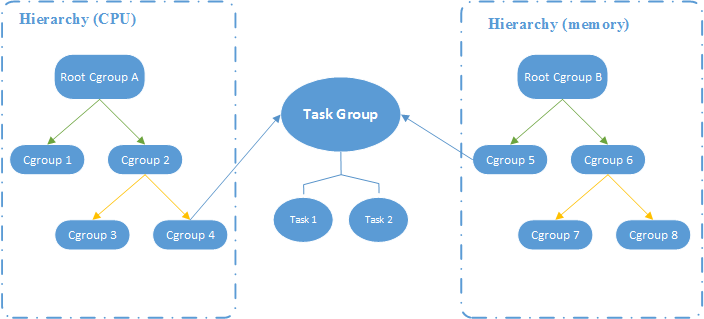 Hierarchy (CPU)
Hierarchy (memory)
Root Cgroup A
Root Cgroup B
Task Group
Cgroup 1
Cgroup 2
Cgroup 5
Cgroup 6
Task 1
Task 2
Cgroup 3
Cgroup 4
Cgroup 7
Cgroup 8